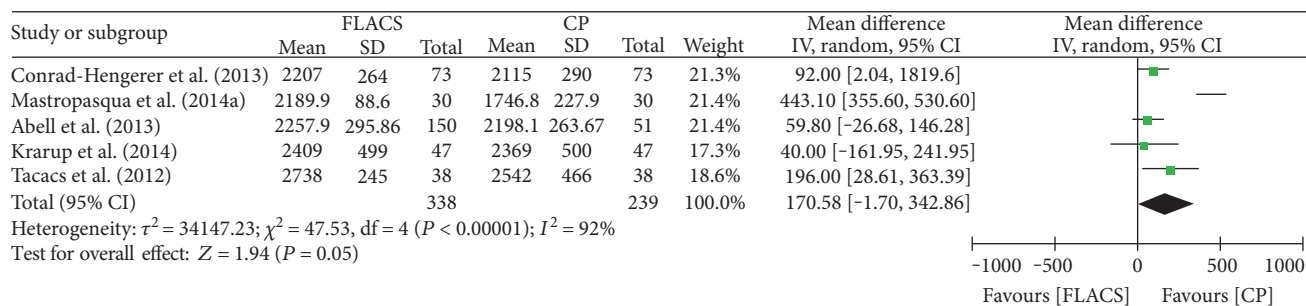 Study or subgroup FLACS CP Weight Mean difference Mean difference
Mean SD Total Mean SD Total IV, random, 95% CI IV, random, 95% CI
Conrad-Hengerer et al. (2013) 2207 264 73 2115 290 73 21.3% 92.00 [2.04, 1819.6]
Mastropasqua et al. (2014a) 2189.9 88.6 30 1746.8 227.9 30 21.4% 443.10 [355.60, 530.60]
Abell et al. (2013) 2257.9 295.86 150 2198.1 263.67 51 21.4% 59.80 [-26.68, 146.28]
Krarup et al. (2014) 2409 499 47 2369 500 47 17.3% 40.00 [-161.95, 241.95]
Tacacs et al. (2012) 2738 245 38 2542 466 38 18.6% 196.00 [28.61, 363.39]
Total (95% CI) 338 239 100.0% 170.58 [-1.70, 342.86]
Heterogeneity: τ² = 34147.23; χ² = 47.53, df = 4 (P < 0.00001); I² = 92%
Test for overall effect: Z = 1.94 (P = 0.05)
-1000 -500 0 500 1000
Favours [FLACS] Favours [CP]